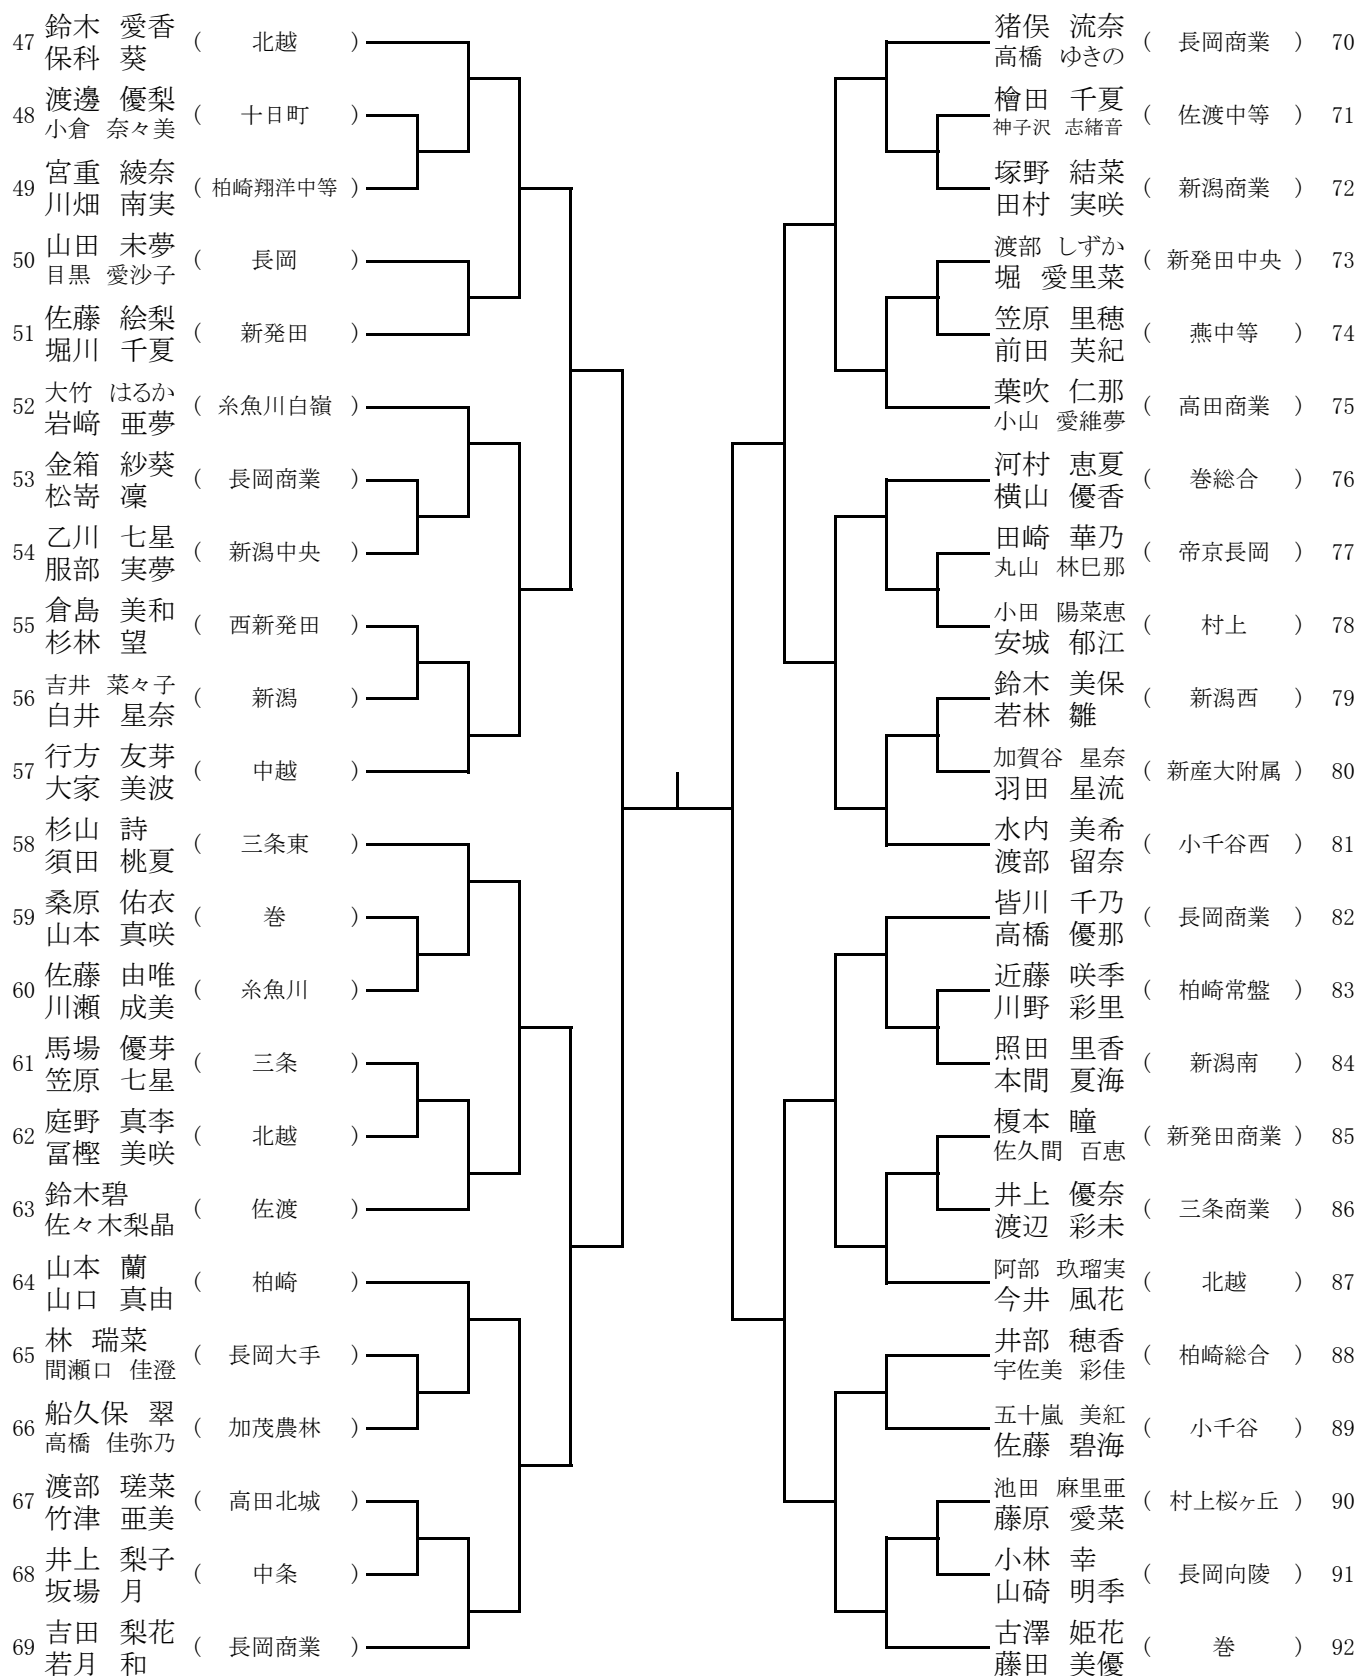 47 鈴木 愛香 ( 北越 )
保科 葵
48 渡邊 優梨 ( 十日町 )
小倉 奈々美
49 宮重 綾奈 ( 柏崎翔洋中等 )
川畑 南実
50 山田 未夢 ( 長岡 )
目黒 愛沙子
51 佐藤 絵梨 ( 新発田 )
堀川 千夏
52 大竹 はるか ( 糸魚川白嶺 )
岩﨑 亜夢
53 金箱 紗葵 ( 長岡商業 )
松嵜 凜
54 乙川 七星 ( 新潟中央 )
服部 実夢
55 倉島 美和 ( 西新発田 )
杉林 望
56 吉井 菜々子 ( 新潟 )
白井 星奈
57 行方 友芽 ( 中越 )
大家 美波
58 杉山 詩 ( 三条東 )
須田 桃夏
59 桑原 佑衣 ( 巻 )
山本 真咲
60 佐藤 由唯 ( 糸魚川 )
川瀬 成美
61 馬場 優芽 ( 三条 )
笠原 七星
62 庭野 真李 ( 北越 )
冨樫 美咲
63 鈴木碧 ( 佐渡 )
佐々木梨晶
64 山本 蘭 ( 柏崎 )
山口 真由
65 林 瑞菜 ( 長岡大手 )
間瀬口 佳澄
66 船久保 翠 ( 加茂農林 )
高橋 佳弥乃
67 渡部 瑳菜 ( 高田北城 )
竹津 亜美
68 井上 梨子 ( 中条 )
坂場 月
69 吉田 梨花 ( 長岡商業 )
若月 和
猪俣 流奈 ( 長岡商業 ) 70
高橋 ゆきの
檜田 千夏 ( 佐渡中等 ) 71
神子沢 志緒音
塚野 結菜 ( 新潟商業 ) 72
田村 実咲
渡部 しずか ( 新発田中央 ) 73
堀 愛里菜
笠原 里穂 ( 燕中等 ) 74
前田 芙紀
葉吹 仁那 ( 高田商業 ) 75
小山 愛維夢
河村 恵夏 ( 巻総合 ) 76
横山 優香
田崎 華乃 ( 帝京長岡 ) 77
丸山 林巳那
小田 陽菜恵 ( 村上 ) 78
安城 郁江
鈴木 美保 ( 新潟西 ) 79
若林 雛
加賀谷 星奈 ( 新産大附属 ) 80
羽田 星流
水内 美希 ( 小千谷西 ) 81
渡部 留奈
皆川 千乃 ( 長岡商業 ) 82
高橋 優那
近藤 咲季 ( 柏崎常盤 ) 83
川野 彩里
照田 里香 ( 新潟南 ) 84
本間 夏海
榎本 瞳 ( 新発田商業 ) 85
佐久間 百恵
井上 優奈 ( 三条商業 ) 86
渡辺 彩未
阿部 玖瑠実 ( 北越 ) 87
今井 風花
井部 穂香 ( 柏崎総合 ) 88
宇佐美 彩佳
五十嵐 美紅 ( 小千谷 ) 89
佐藤 碧海
池田 麻里亜 ( 村上桜ヶ丘 ) 90
藤原 愛菜
小林 幸 ( 長岡向陵 ) 91
山碕 明季
古澤 姫花 ( 巻 ) 92
藤田 美優